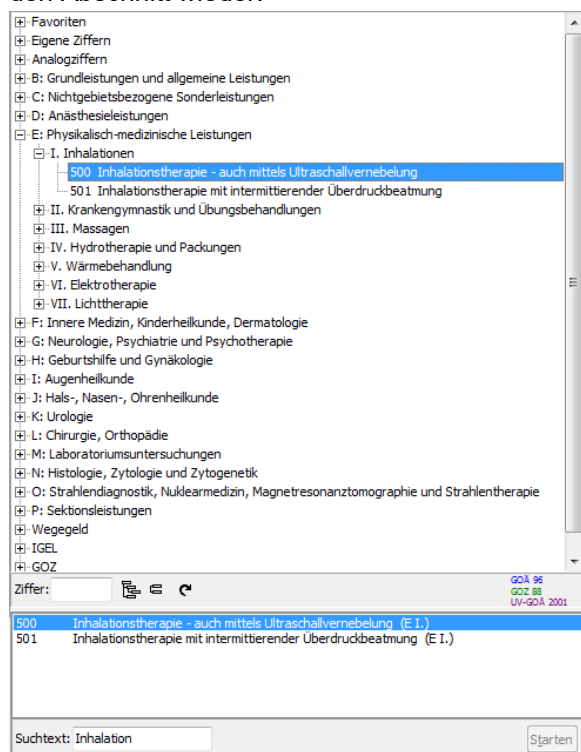 Favoriten
Eigene Ziffern
Analogziffern
B: Grundleistungen und allgemeine Leistungen
C: Nichtgebietsbezogene Sonderleistungen
D: Anästhesieleistungen
E: Physikalisch-medizinische Leistungen
I. Inhalationen
500 Inhalationstherapie - auch mittels Ultraschallvernebelung
501 Inhalationstherapie mit intermittierender Überdruckbeatmung
II. Krankengymnastik und Übungsbehandlungen
III. Massagen
IV. Hydrotherapie und Packungen
V. Wärmebehandlung
VI. Elektrotherapie
VII. Lichttherapie
F: Innere Medizin, Kinderheilkunde, Dermatologie
G: Neurologie, Psychiatrie und Psychotherapie
H: Geburtshilfe und Gynäkologie
I: Augenheilkunde
J: Hals-, Nasen-, Ohrenheilkunde
K: Urologie
L: Chirurgie, Orthopädie
M: Laboratoriumsuntersuchungen
N: Histologie, Zytologie und Zytogenetik
O: Strahlendiagnostik, Nuklearmedizin, Magnetresonanztomographie und Strahlentherapie
P: Sektionsleistungen
Wegegeld
IGEL
GOZ
Ziffer:
GOÄ 96
GOZ 88
UV-GOÄ 2001
500 Inhalationstherapie - auch mittels Ultraschallvernebelung (E I.)
501 Inhalationstherapie mit intermittierender Überdruckbeatmung (E I.)
Suchtext: Inhalation
Starten